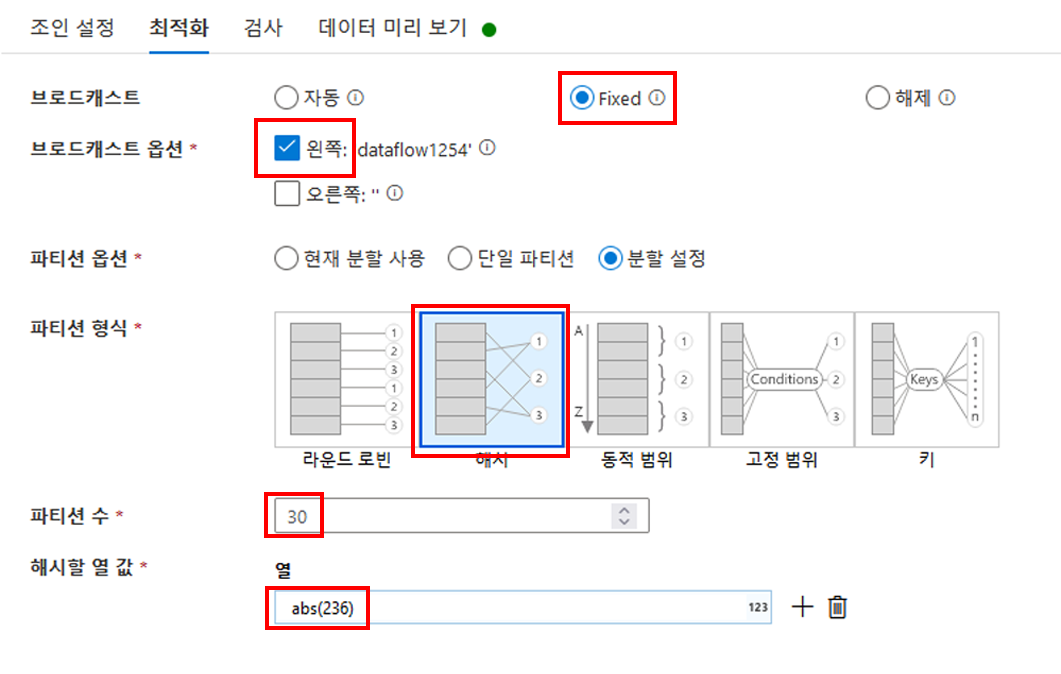 조인 설정 최적화 검사 데이터 미리 보기
브로드캐스트 자동 Fixed 해제
브로드캐스트 옵션 * 왼쪽: 'dataflow1254'
오른쪽: ''
파티션 옵션 * 현재 분할 사용 단일 파티션 분할 설정
파티션 형식 *
1
2
3
1
2
3
1
2
3
A
Z
1
2
3
Conditions
1
2
3
Keys
1
n
라운드 로빈 해시 동적 범위 고정 범위 키
파티션 수 * 30
해시할 열 값 * 열
abs(236) 123